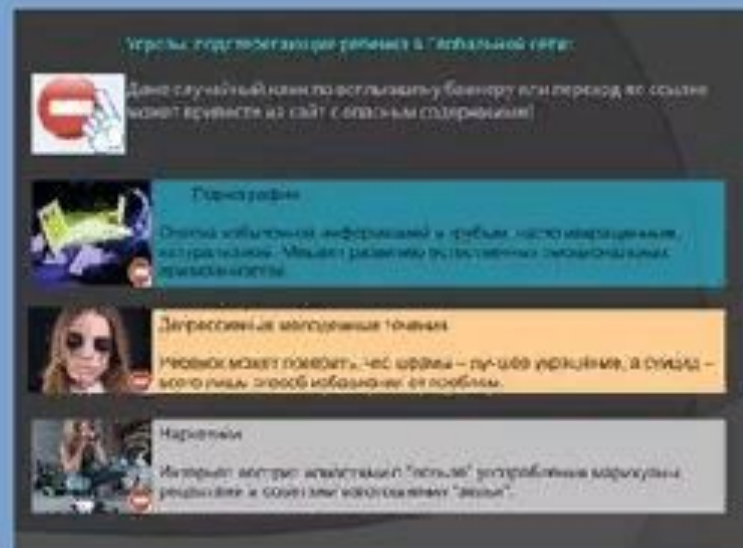 Угрозы, подстерегающие ребенка в Глобальной сети:
Даже случайный клик по всплывшему баннеру или переход по ссылке
может привести на сайт с опасным содержимым!
Порнография
Опасна избыточной информацией и грубым, часто извращенным,
натурализмом. Мешает развитию естественных эмоциональных
привязанностей.
Депрессивные молодежные течения
Ребенок может поверить, что шрамы – лучшее украшение, а суицид –
всего лишь способ избавления от проблем.
Наркотики
Интернет пестрит новостями о "пользе" употребления марихуаны,
рецептами и советами изготовления "зелья".